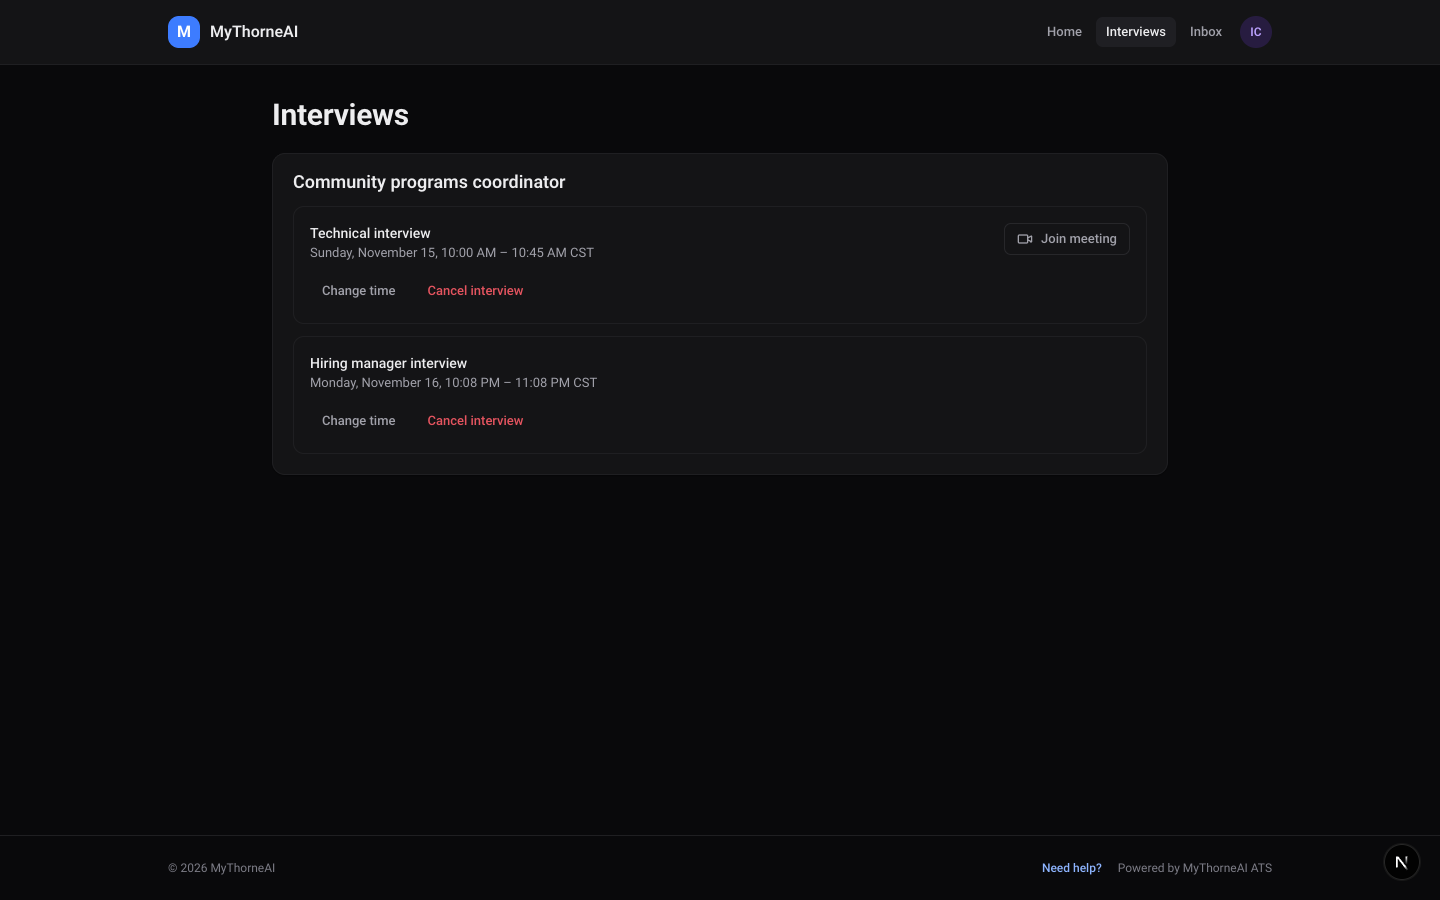 M MyThorneAI
Home Interviews Inbox IC
Interviews
Community programs coordinator
Technical interview
Sunday, November 15, 10:00 AM – 10:45 AM CST
Join meeting
Change time Cancel interview
Hiring manager interview
Monday, November 16, 10:08 PM – 11:08 PM CST
Change time Cancel interview
© 2026 MyThorneAI
Need help? Powered by MyThorneAI ATS
N